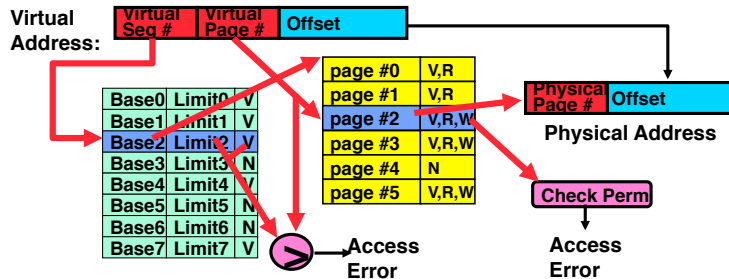 Virtual Address:
Virtual Seg #
Virtual Page #
Offset
page #0 V,R
page #1 V,R
page #2 V,R,W
page #3 V,R,W
page #4 N
page #5 V,R,W
Physical Page #
Offset
Physical Address
Base0 Limit0 V
Base1 Limit1 V
Base2 Limit2 V
Base3 Limit3 N
Base4 Limit4 V
Base5 Limit5 N
Base6 Limit6 N
Base7 Limit7 V
>
Access Error
Check Perm
Access Error